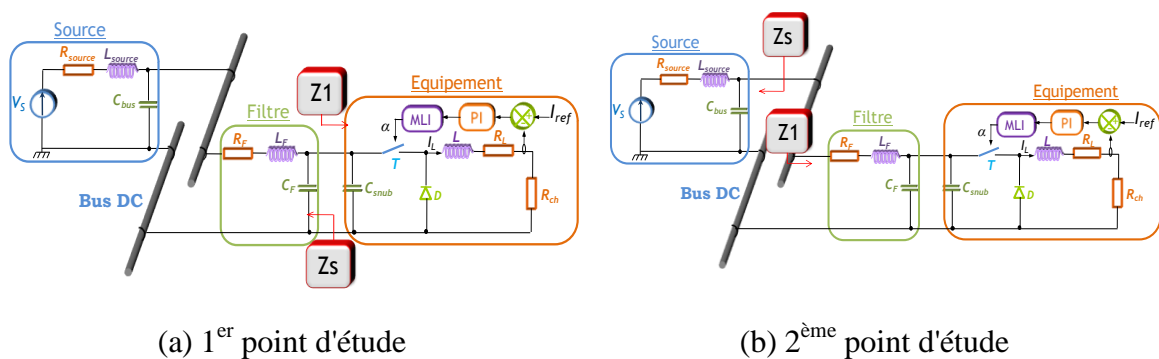 Source
R_source
L_source
V_S
C_bus
Bus DC
Filtre
R_F
L_F
C_F
Z1
Zs
Equipement
MLI
PI
I_ref
α
T
I_L
L
R_L
C_snub
D
R_ch
(a) 1er point d'étude
Source
R_source
L_source
V_S
C_bus
Zs
Z1
Bus DC
Filtre
R_F
L_F
C_F
Equipement
MLI
PI
I_ref
α
T
I_L
L
R_L
C_snub
D
R_ch
(b) 2ème point d'étude